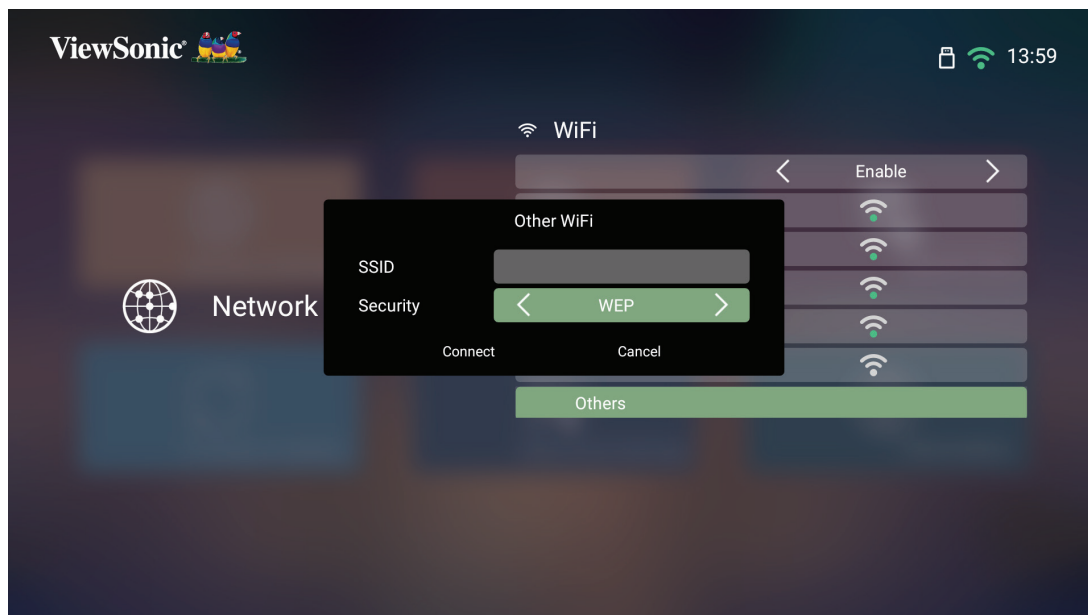 ViewSonic®
13:59
WiFi
Enable
Other WiFi
SSID
Security
WEP
Network
Connect
Cancel
Others